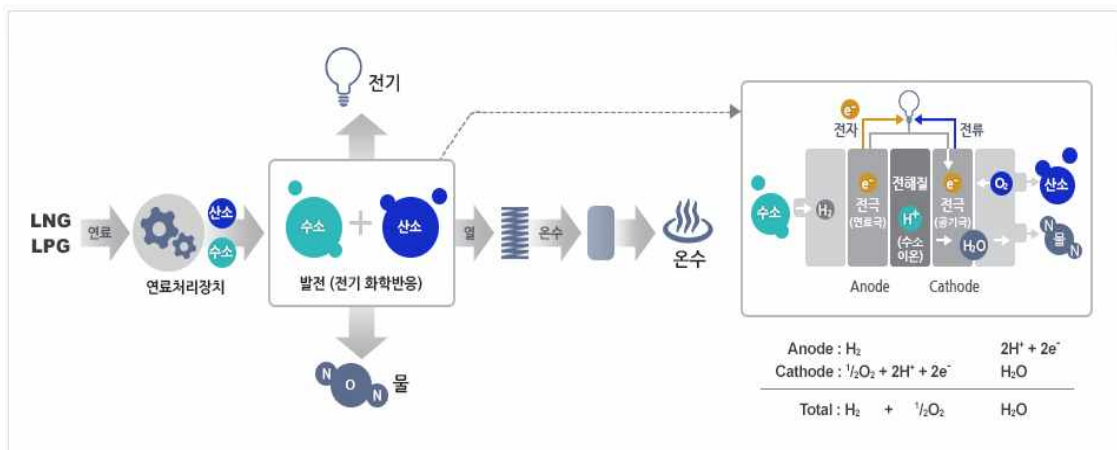 전기
LNG
LPG
연료
산소
수소
연료처리장치
수소 + 산소
발전 (전기 화학반응)
열
온수
온수
N O N
물
e-
전자
전류
수소
H₂
e-
전극
(연료극)
전해질
H⁺
(수소
이온)
e-
전극
(공기극)
O₂
산소
H₂O
N 물 N
Anode
Cathode
Anode : H₂ 2H⁺ + 2e-
Cathode : 1/2O₂ + 2H⁺ + 2e- H₂O
Total : H₂ + 1/2O₂ H₂O